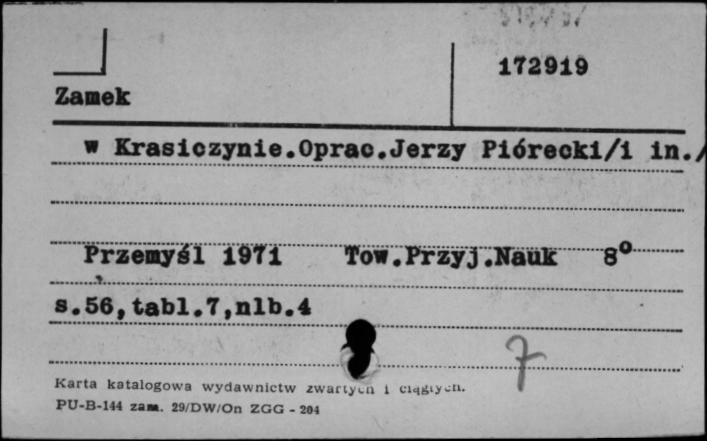 172919
Zamek
w Krasiczynie.Oprac.Jerzy Piórecki/i in./
Przemyśl 1971 Tow.Przyj.Nauk 8°
s.56,tabl.7,nlb.4
7
Karta katalogowa wydawnictw zwartych i ciągłych.
PU-B-144 zam. 29/DW/On ZGG - 204